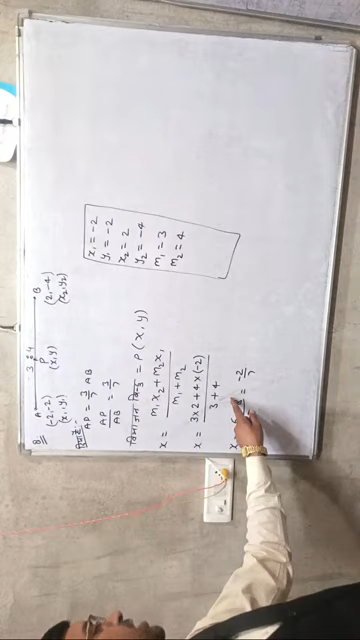 8)
A 3:4 B
P
(-2,-2) (x,y) (2,-4)
(x₁,y₁) (x₂,y₂)
AP = 3/7 AB
AP/AB = 3/7
विभाजन बिन्दु = P(x,y)
x = (m₁x₂ + m₂x₁)/(m₁ + m₂)
x = (3×2 + 4×(-2))/(3+4)
= -2/7
x₁ = -2
y₁ = -2
x₂ = 2
y₂ = -4
m₁ = 3
m₂ = 4